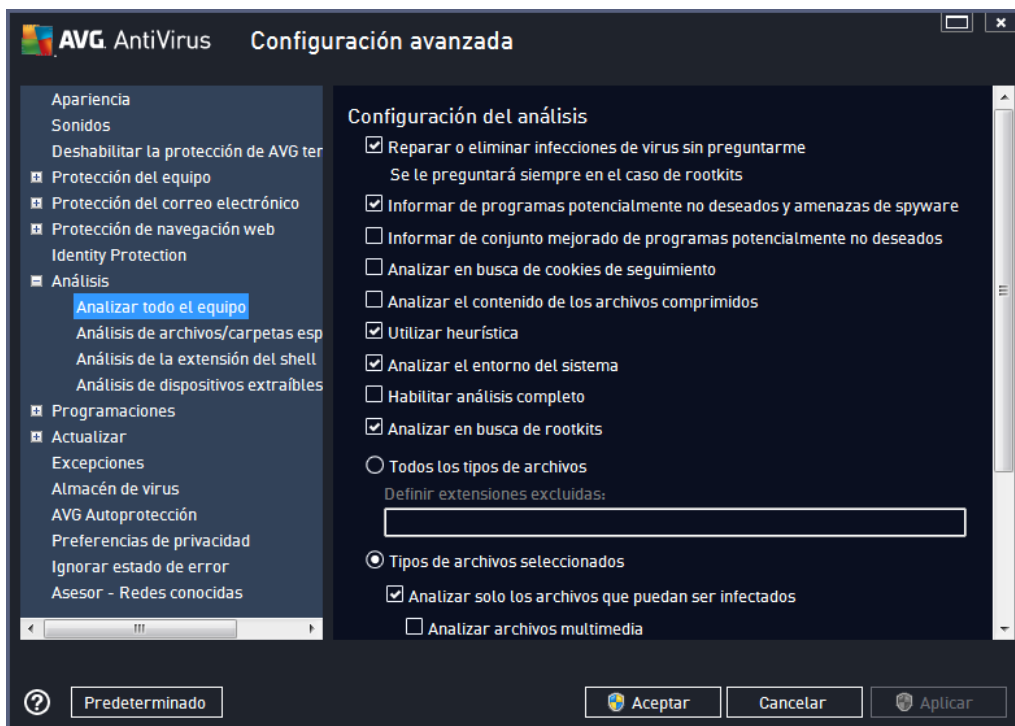 AVG. AntiVirus Configuración avanzada
Apariencia
Sonidos
Deshabilitar la protección de AVG ter
Protección del equipo
Protección del correo electrónico
Protección de navegación web
Identity Protection
Análisis
Analizar todo el equipo
Análisis de archivos/carpetas esp
Análisis de la extensión del shell
Análisis de dispositivos extraíbles
Programaciones
Actualizar
Excepciones
Almacén de virus
AVG Autoprotección
Preferencias de privacidad
Ignorar estado de error
Asesor - Redes conocidas
Configuración del análisis
Reparar o eliminar infecciones de virus sin preguntarme
Se le preguntará siempre en el caso de rootkits
Informar de programas potencialmente no deseados y amenazas de spyware
Informar de conjunto mejorado de programas potencialmente no deseados
Analizar en busca de cookies de seguimiento
Analizar el contenido de los archivos comprimidos
Utilizar heurística
Analizar el entorno del sistema
Habilitar análisis completo
Analizar en busca de rootkits
Todos los tipos de archivos
Definir extensiones excluidas:
Tipos de archivos seleccionados
Analizar solo los archivos que puedan ser infectados
Analizar archivos multimedia
Predeterminado
Aceptar
Cancelar
Aplicar